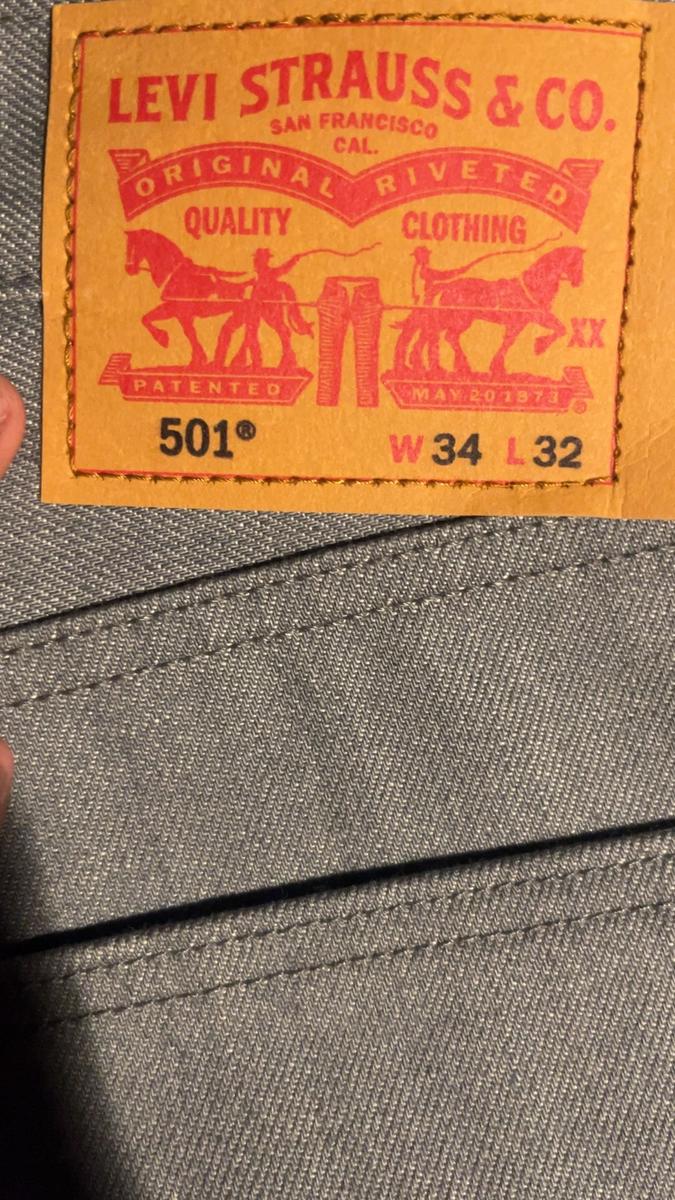 LEVI STRAUSS & CO.
SAN FRANCISCO
CAL.
ORIGINAL RIVETED
QUALITY CLOTHING
XX
PATENTED MAY 20 1873 ®
501® W 34 L 32